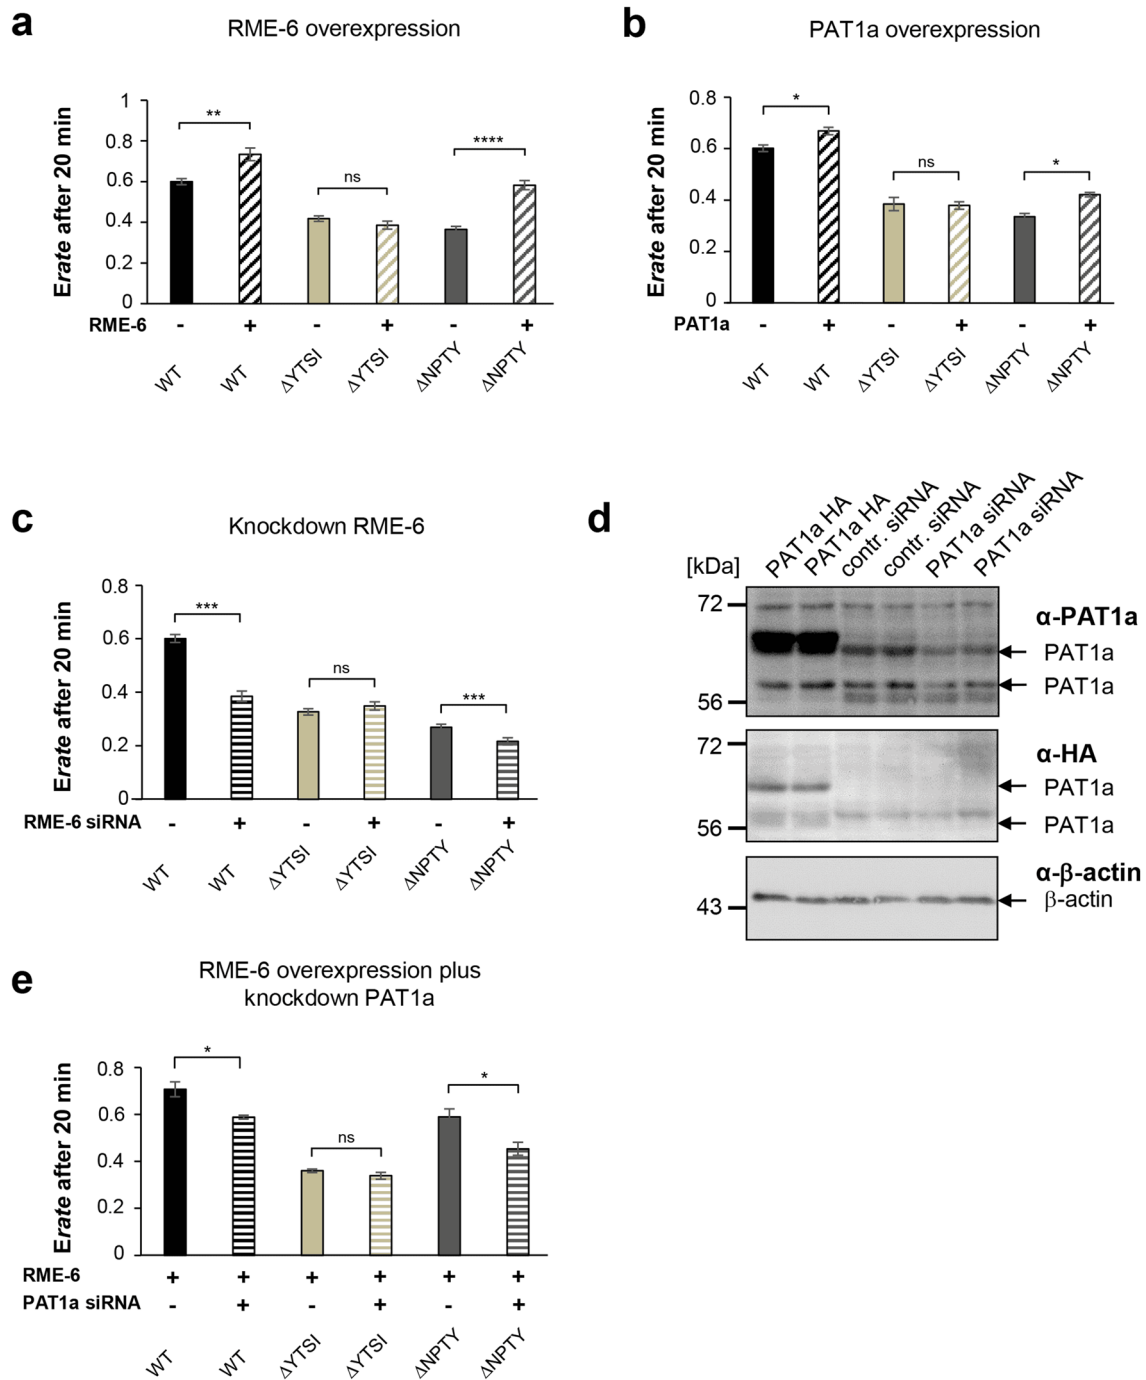 a
RME-6 overexpression
Erate after 20 min
1
0.8
0.6
0.4
0.2
0
**
ns
****
RME-6 - + - + - +
WT WT ΔYTSI ΔYTSI ΔNPTY ΔNPTY
b
PAT1a overexpression
Erate after 20 min
0.8
0.6
0.4
0.2
0
*
ns
*
PAT1a - + - + - +
WT WT ΔYTSI ΔYTSI ΔNPTY ΔNPTY
c
Knockdown RME-6
Erate after 20 min
0.8
0.6
0.4
0.2
0
***
ns
***
RME-6 siRNA - + - + - +
WT WT ΔYTSI ΔYTSI ΔNPTY ΔNPTY
d
[kDa] PAT1a HA PAT1a HA contr. siRNA contr. siRNA PAT1a siRNA PAT1a siRNA
72
α-PAT1a
PAT1a
PAT1a
56
72
α-HA
PAT1a
PAT1a
56
α-β-actin
β-actin
43
e
RME-6 overexpression plus
knockdown PAT1a
Erate after 20 min
0.8
0.6
0.4
0.2
0
*
ns
*
RME-6 + + + + + +
PAT1a siRNA - + - + - +
WT WT ΔYTSI ΔYTSI ΔNPTY ΔNPTY